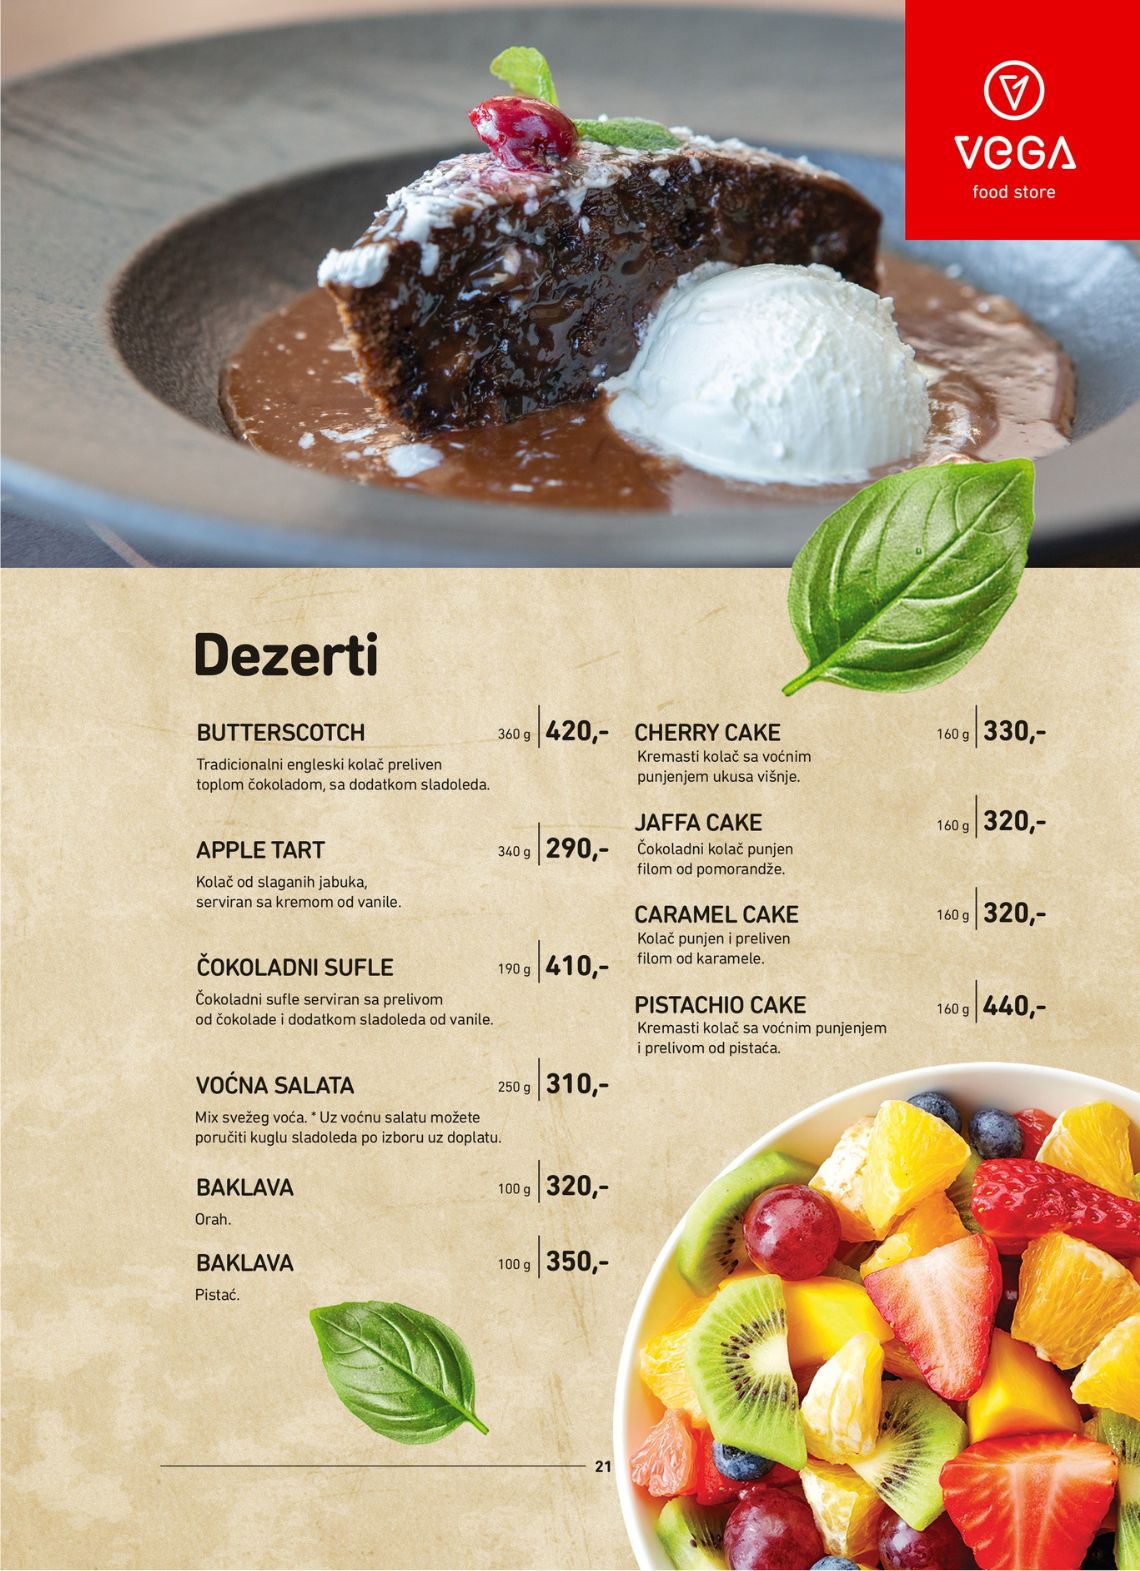 VEGA
food store
Dezerti
BUTTERSCOTCH 360 g 420,-
Tradicionalni engleski kolač preliven
toplom čokoladom, sa dodatkom sladoleda.
APPLE TART 340 g 290,-
Kolač od slaganih jabuka,
serviran sa kremom od vanile.
ČOKOLADNI SUFLE 190 g 410,-
Čokoladni sufle serviran sa prelivom
od čokolade i dodatkom sladoleda od vanile.
VOĆNA SALATA 250 g 310,-
Mix svežeg voća. * Uz voćnu salatu možete
poručiti kuglu sladoleda po izboru uz doplatu.
BAKLAVA 100 g 320,-
Orah.
BAKLAVA 100 g 350,-
Pistać.
CHERRY CAKE 160 g 330,-
Kremasti kolač sa voćnim
punjenjem ukusa višnje.
JAFFA CAKE 160 g 320,-
Čokoladni kolač punjen
filom od pomorandže.
CARAMEL CAKE 160 g 320,-
Kolač punjen i preliven
filom od karamele.
PISTACHIO CAKE 160 g 440,-
Kremasti kolač sa voćnim punjenjem
i prelivom od pistaća.
21